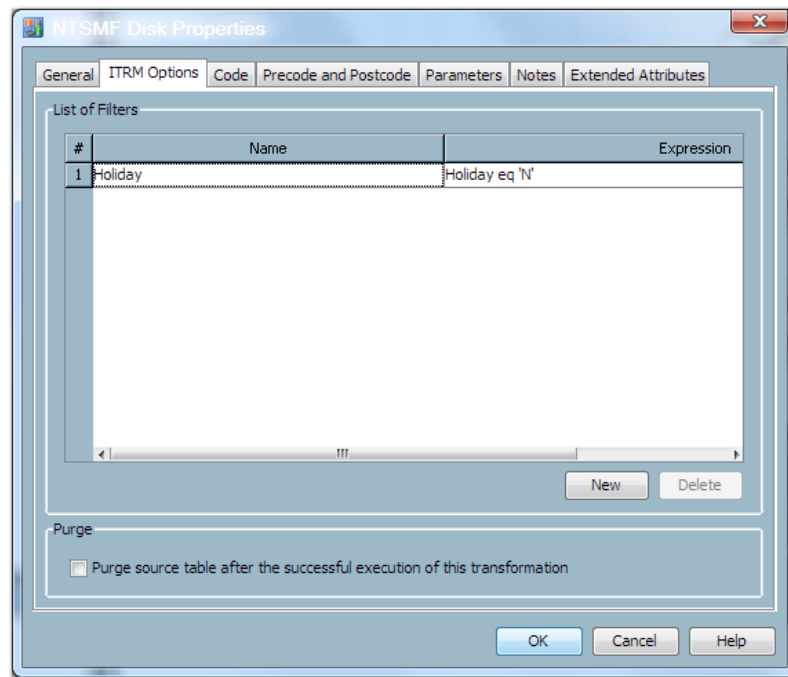 NTSMF Disk Properties
General ITRM Options Code Precode and Postcode Parameters Notes Extended Attributes
List of Filters
# Name Expression
1 Holiday Holiday eq 'N'
New Delete
Purge
Purge source table after the successful execution of this transformation
OK Cancel Help